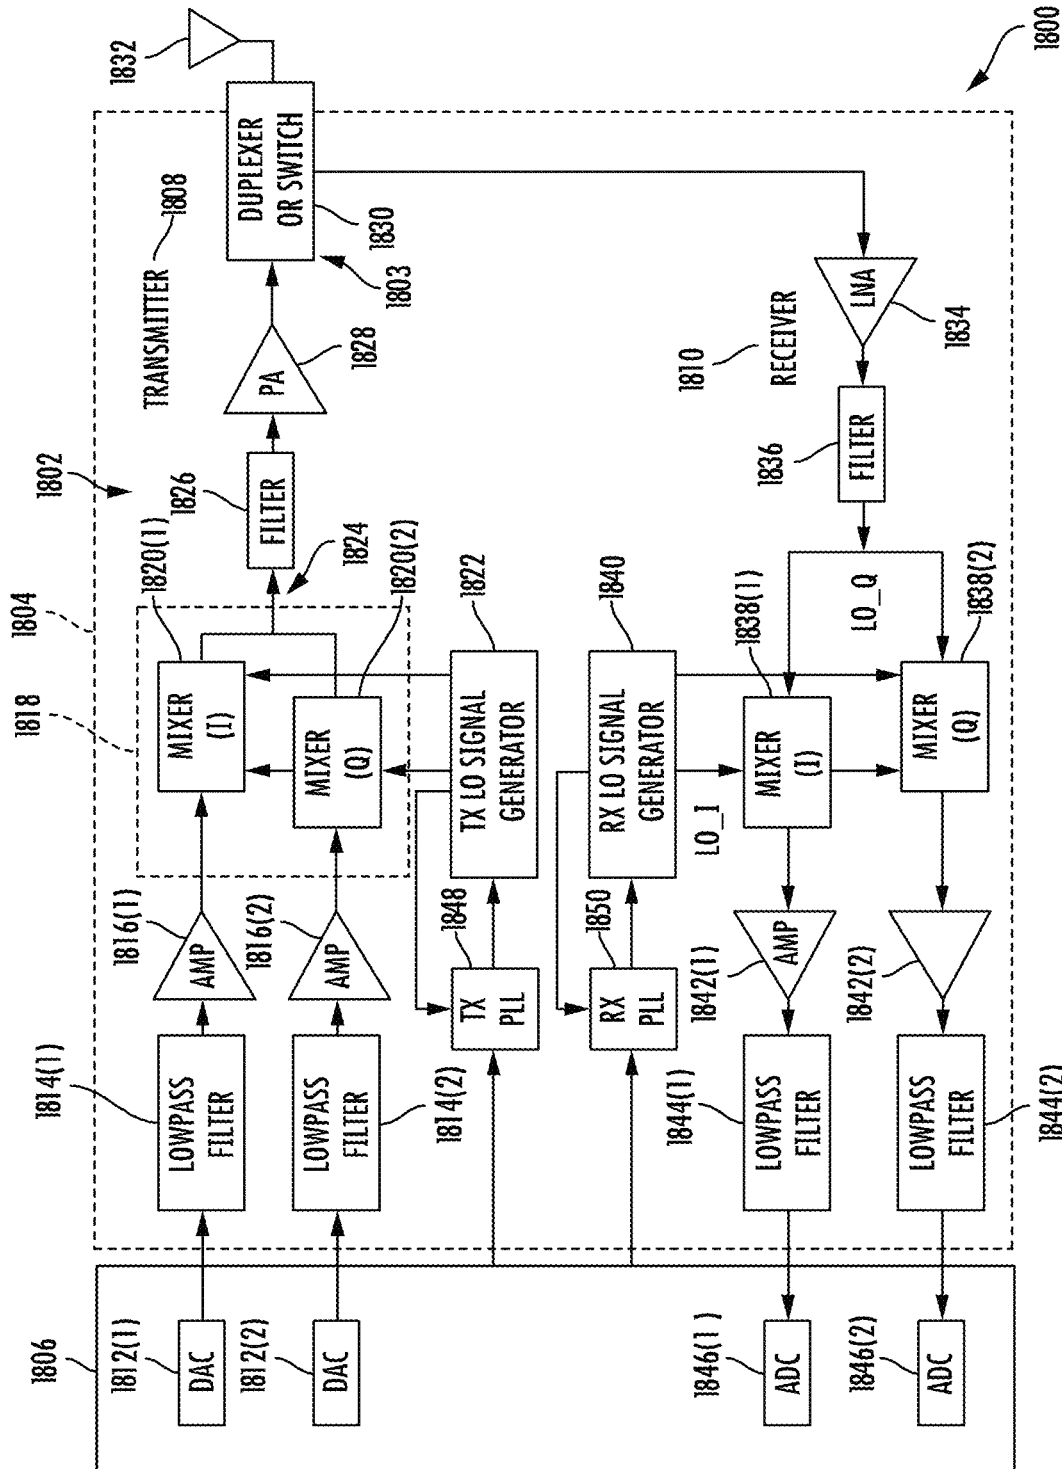 1800
1804
1802
1818
1820(1)
1806
1814(1)
1816(1)
TRANSMITTER 1808
1832
1812(1)
DAC
LOWPASS
FILTER
AMP
MIXER
(I)
1826
FILTER
PA
1828
DUPLEXER
OR SWITCH
1830
1803
1824
1820(2)
1812(2)
DAC
LOWPASS
FILTER
1814(2)
1816(2)
AMP
MIXER
(Q)
1848
TX
PLL
TX LO SIGNAL
GENERATOR
1822
1850
RX
PLL
RX LO SIGNAL
GENERATOR
1840
1810
RECEIVER
LO_I
1838(1)
1836
FILTER
LNA
1834
1846(1)
ADC
1844(1)
LOWPASS
FILTER
1842(1)
AMP
MIXER
(I)
LO_Q
1846(2)
ADC
1844(2)
LOWPASS
FILTER
1842(2)
MIXER
(Q)
1838(2)